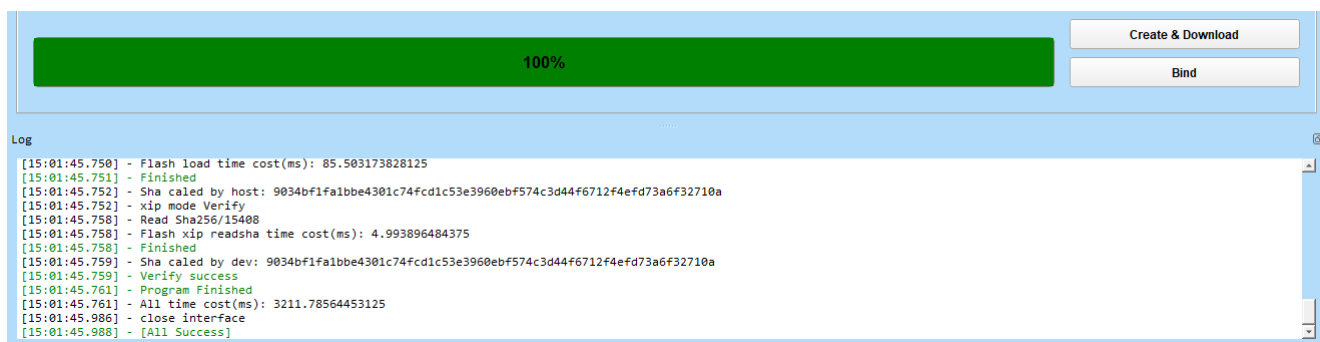 Create & Download
100%
Bind
Log
[15:01:45.750] - Flash load time cost(ms): 85.503173828125
[15:01:45.751] - Finished
[15:01:45.752] - Sha caled by host: 9034bf1fa1bbe4301c74fcd1c53e3960ebf574c3d44f6712f4efd73a6f32710a
[15:01:45.752] - xip mode Verify
[15:01:45.758] - Read Sha256/15408
[15:01:45.758] - Flash xip readsha time cost(ms): 4.993896484375
[15:01:45.758] - Finished
[15:01:45.759] - Sha caled by dev: 9034bf1fa1bbe4301c74fcd1c53e3960ebf574c3d44f6712f4efd73a6f32710a
[15:01:45.759] - Verify success
[15:01:45.761] - Program Finished
[15:01:45.761] - All time cost(ms): 3211.78564453125
[15:01:45.986] - close interface
[15:01:45.988] - [All Success]